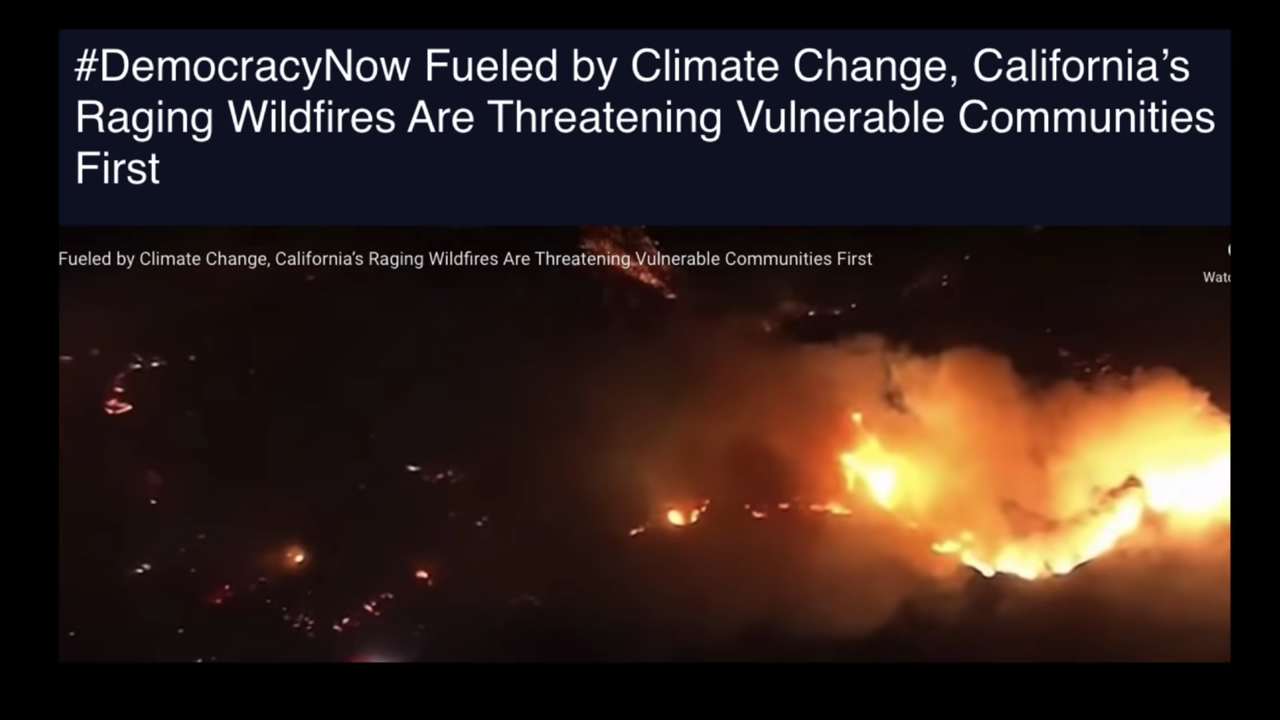 #DemocracyNow Fueled by Climate Change, California’s
Raging Wildfires Are Threatening Vulnerable Communities
First
Fueled by Climate Change, California’s Raging Wildfires Are Threatening Vulnerable Communities First